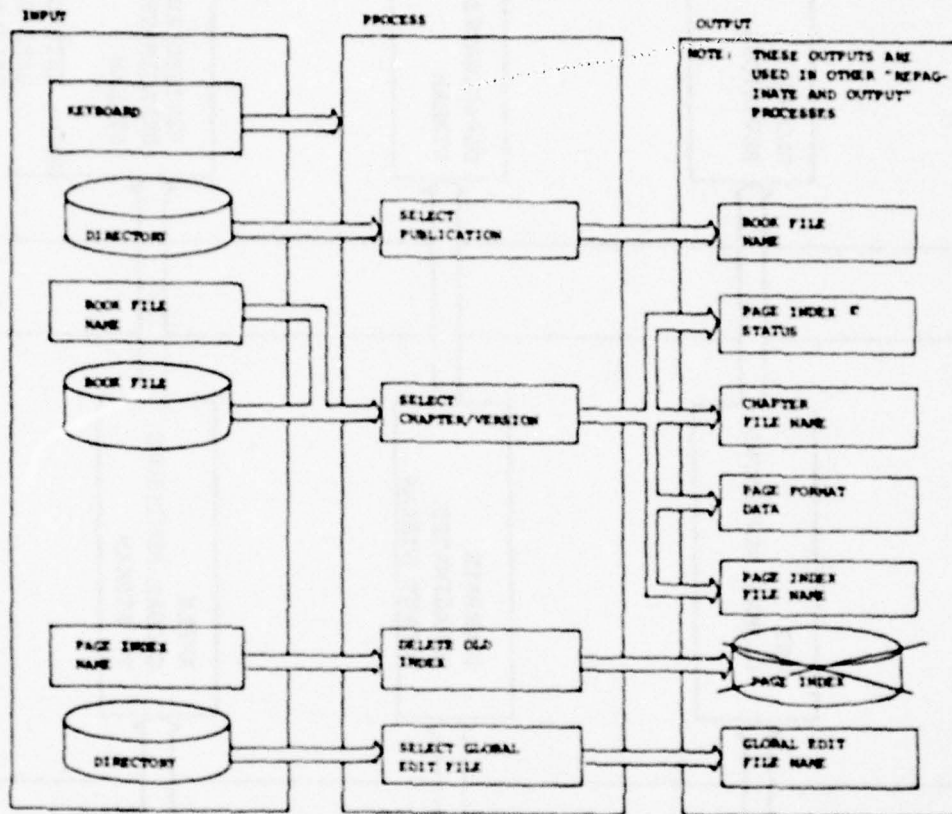 INPUT
KEYBOARD
DIRECTORY
BOOK FILE
NAME
BOOK FILE
PAGE INDEX
NAME
DIRECTORY
PROCESS
SELECT
PUBLICATION
SELECT
CHAPTER/VERSION
DELETE OLD
INDEX
SELECT GLOBAL
EDIT FILE
OUTPUT
NOTE: THESE OUTPUTS ARE
USED IN OTHER "REPAG-
INATE AND OUTPUT"
PROCESSES
BOOK FILE
NAME
PAGE INDEX
STATUS
CHAPTER
FILE NAME
PAGE FORMAT
DATA
PAGE INDEX
FILE NAME
PAGE INDEX
GLOBAL EDIT
FILE NAME